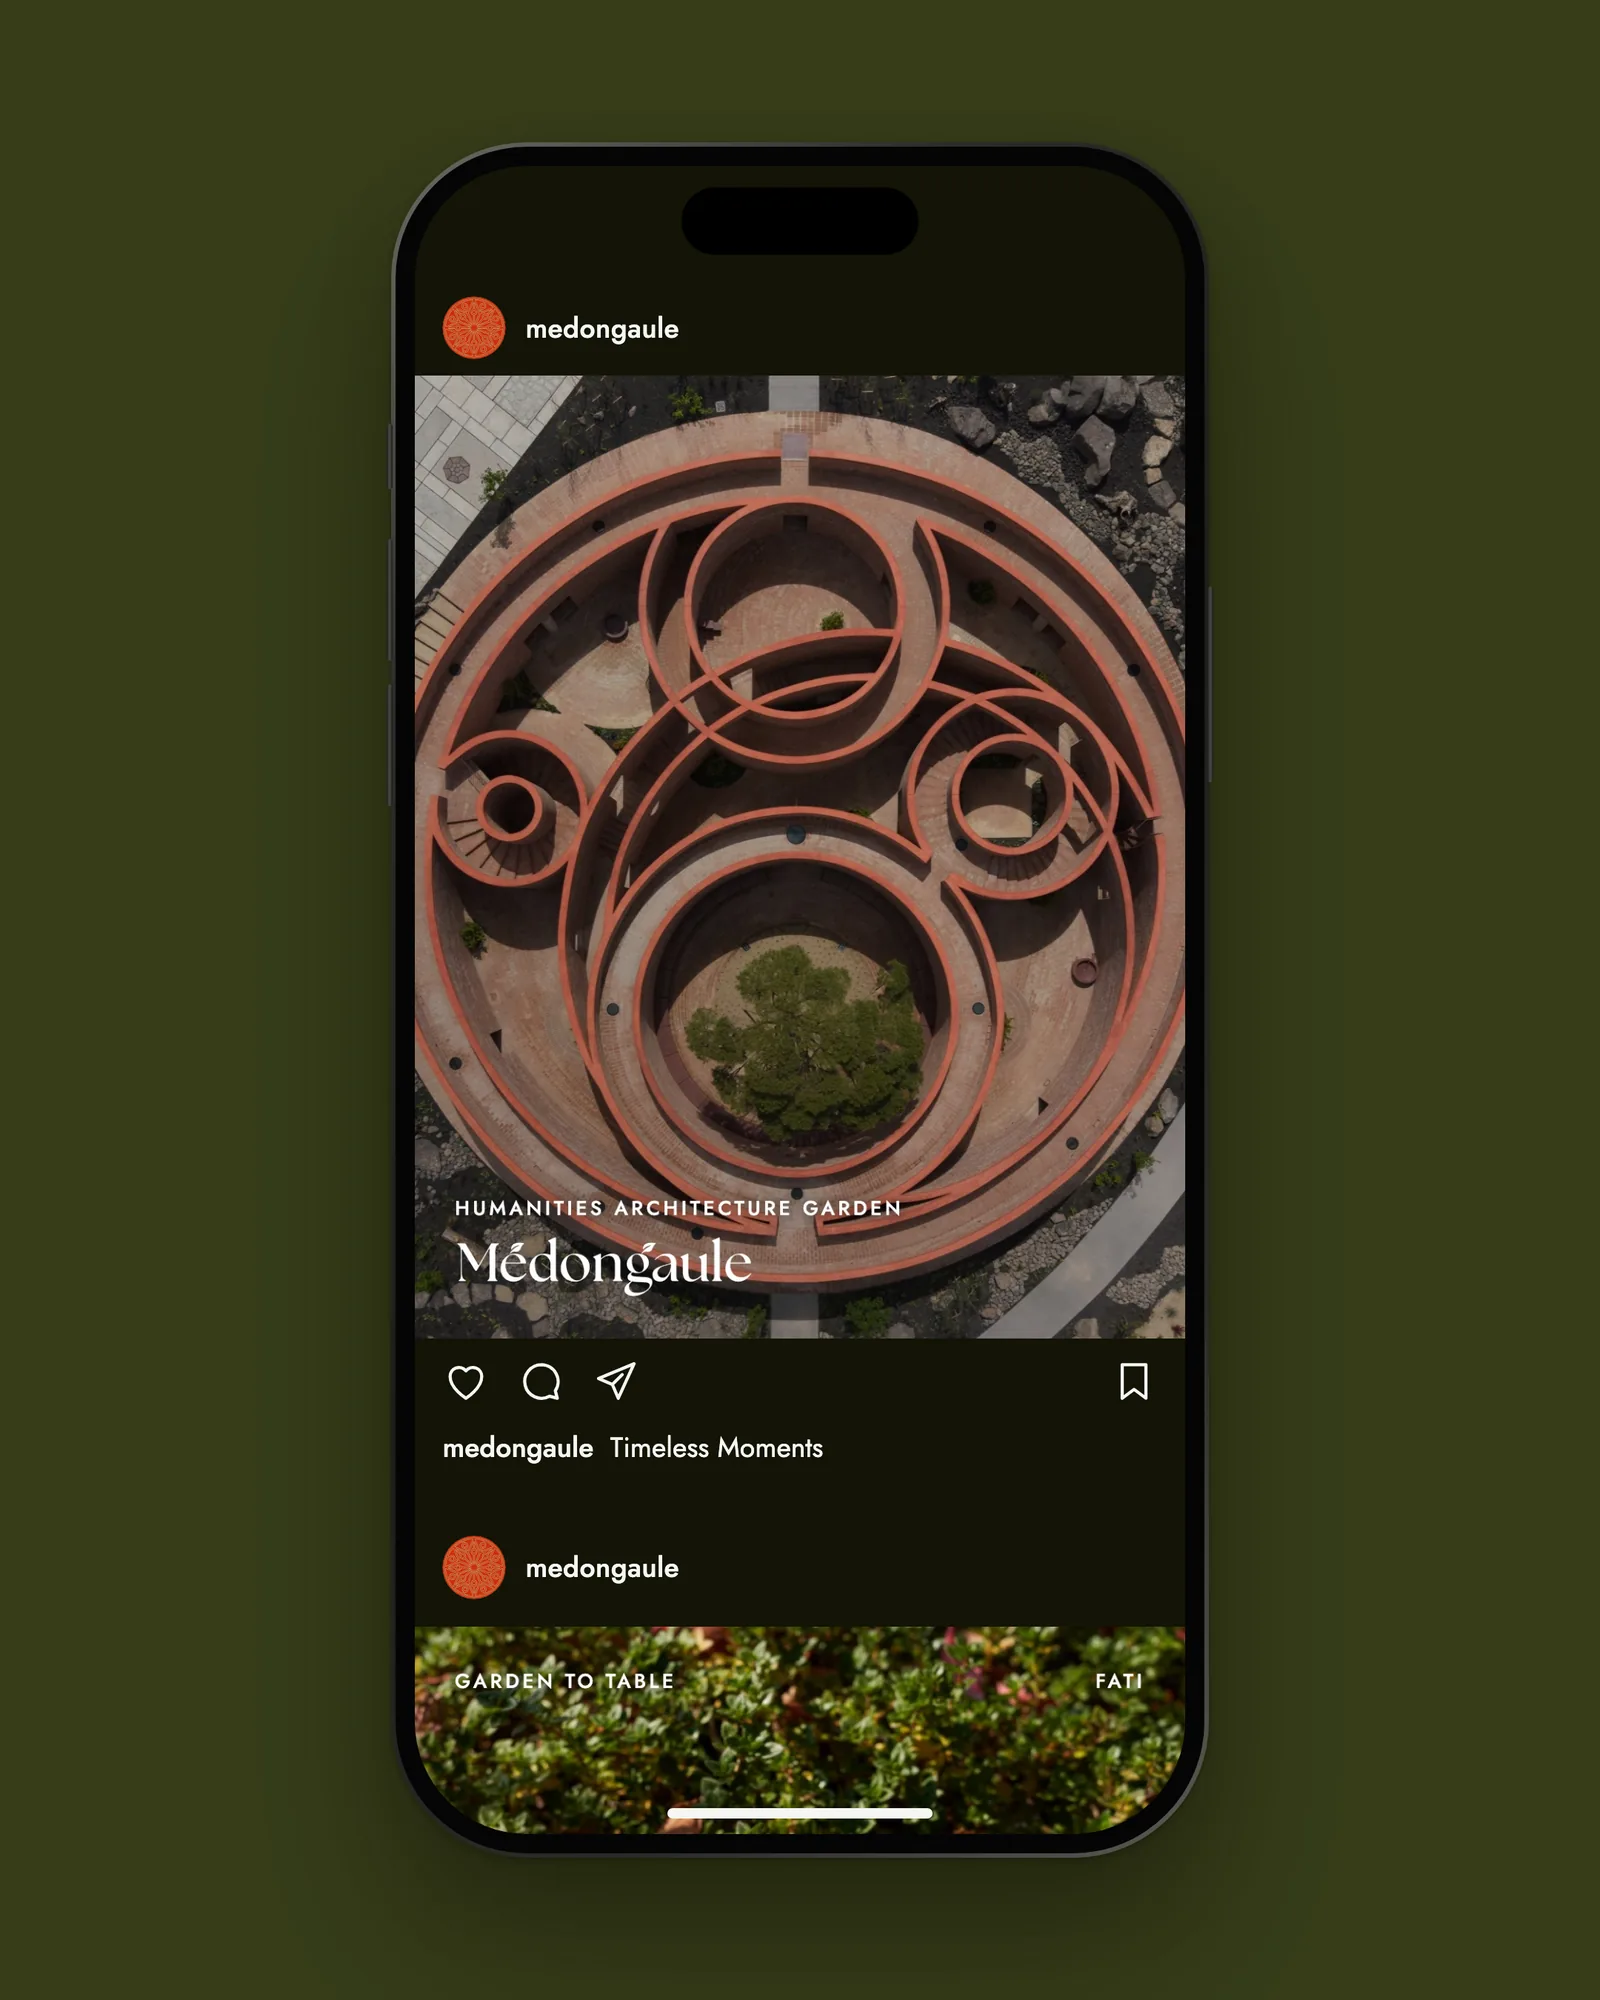 medongaule
HUMANITIES ARCHITECTURE GARDEN
Médongaule
medongaule Timeless Moments
medongaule
GARDEN TO TABLE
FATI